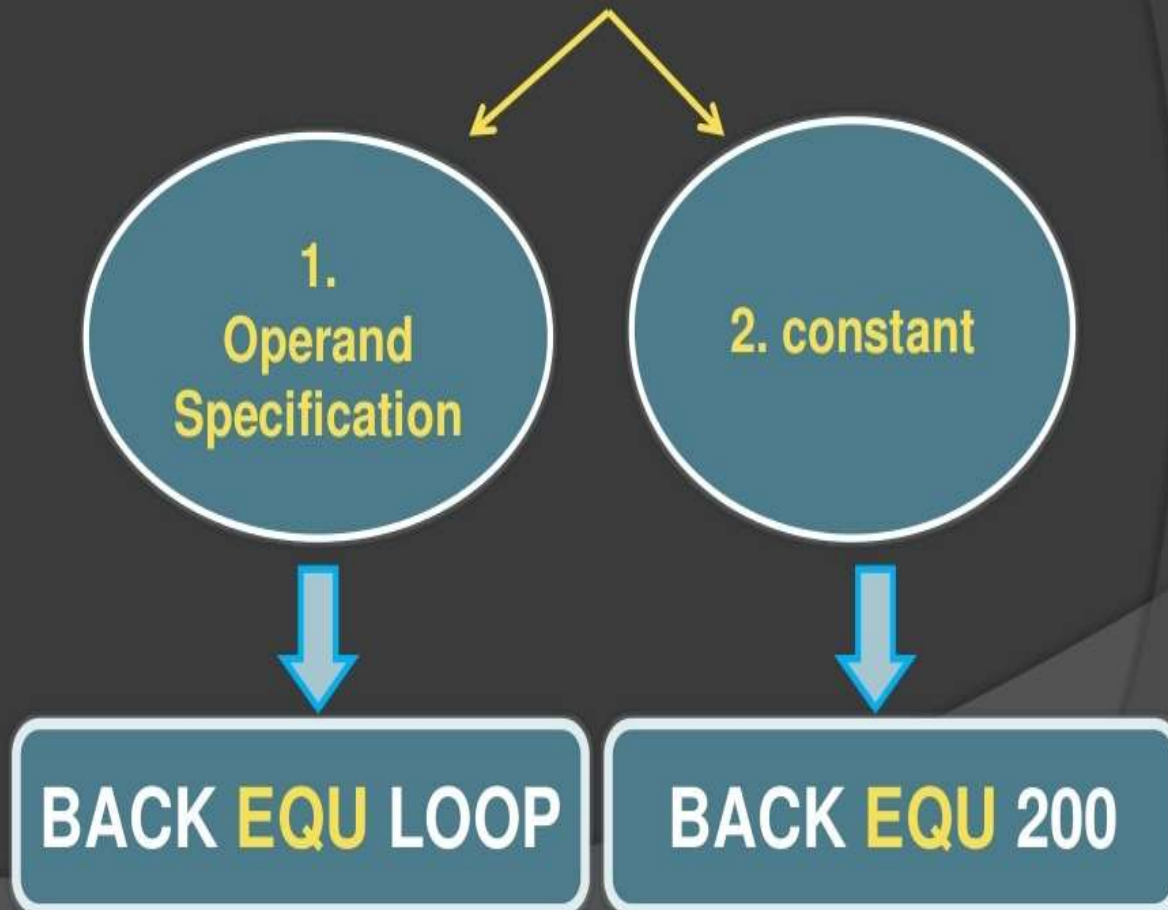 1.
Operand
Specification
2. constant
BACK EQU LOOP
BACK EQU 200